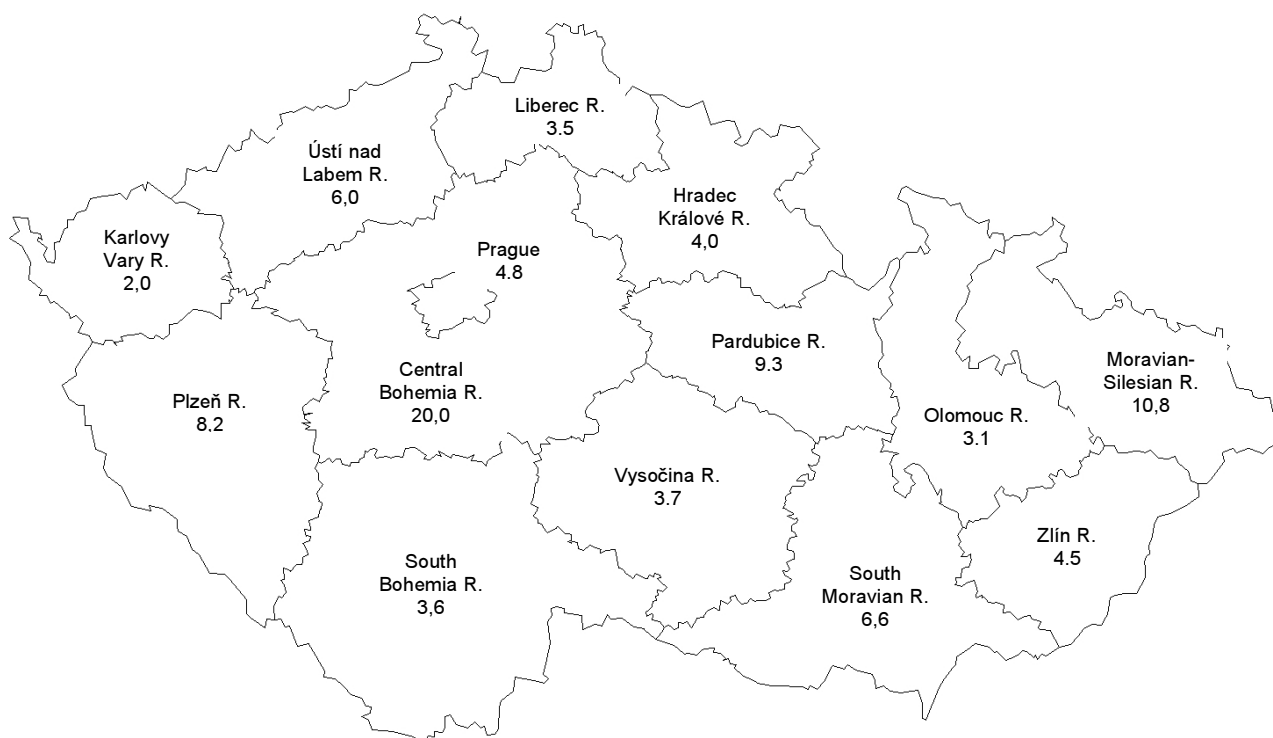 Liberec R.
3.5
Ústí nad
Labem R.
6,0
Hradec
Králové R.
4,0
Karlovy
Vary R.
2,0
Prague
4.8
Pardubice R.
9.3
Moravian-
Silesian R.
10,8
Central
Bohemia R.
20,0
Plzeň R.
8,2
Olomouc R.
3.1
Vysočina R.
3.7
Zlín R.
4.5
South
Bohemia R.
3,6
South
Moravian R.
6,6